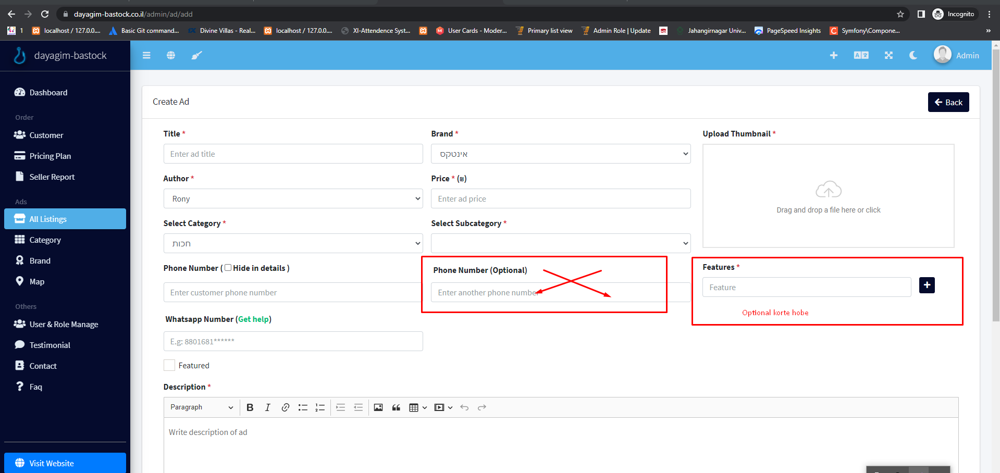 dayagim-bastock.co.il/admin/ad/add
Incognito
1
localhost / 127.0.0....
Basic Git command...
Divine Villas - Real...
localhost / 127.0.0....
XI-Attendence Syst...
User Cards - Moder...
Primary list view
Admin Role | Update
Jahangirnagar Univ...
PageSpeed Insights
Symfony\Compone...
»
dayagim-bastock
Admin
Dashboard
Order
Customer
Pricing Plan
Seller Report
Ads
All Listings
Category
Brand
Map
Others
User & Role Manage
Testimonial
Contact
Faq
Visit Website
Create Ad
Back
Title *
Enter ad title
Brand *
אינטקס
Upload Thumbnail *
Drag and drop a file here or click
Author *
Rony
Price * (₪)
Enter ad price
Select Category *
חכות
Select Subcategory *
Phone Number ( Hide in details )
Enter customer phone number
Phone Number (Optional)
Enter another phone number
Features *
Feature
Optional korte hobe
Whatsapp Number (Get help)
E.g: 8801681******
Featured
Description *
Paragraph
Write description of ad